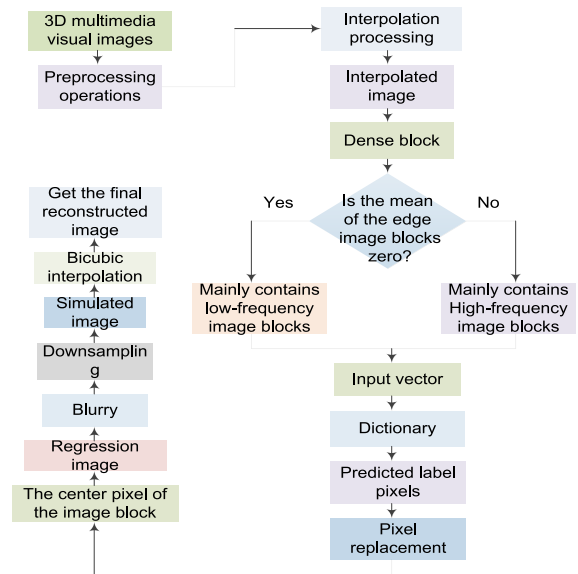 3D multimedia
visual images
Preprocessing
operations
Interpolation
processing
Interpolated
image
Dense block
Is the mean
of the edge
image blocks
zero?
Yes
No
Mainly contains
low-frequency
image blocks
Mainly contains
High-frequency
image blocks
Input vector
Dictionary
Predicted label
pixels
Pixel
replacement
The center pixel of
the image block
Regression
image
Blurry
Downsamplin
g
Simulated
image
Bicubic
interpolation
Get the final
reconstructed
image